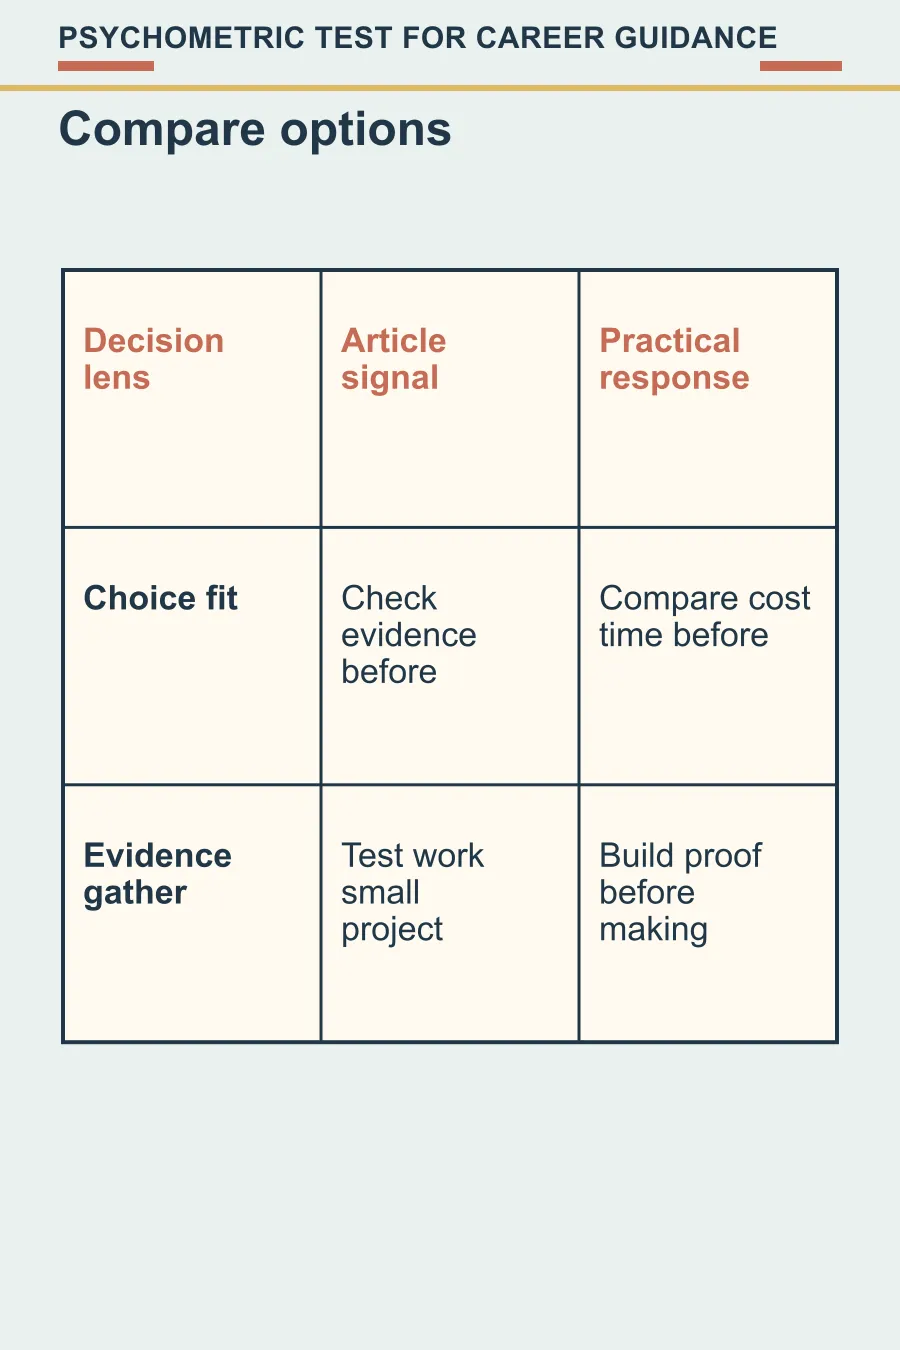 PSYCHOMETRIC TEST FOR CAREER GUIDANCE
Compare options
Decision
lens
Article
signal
Practical
response
Choice fit
Check
evidence
before
Compare cost
time before
Evidence
gather
Test work
small
project
Build proof
before
making